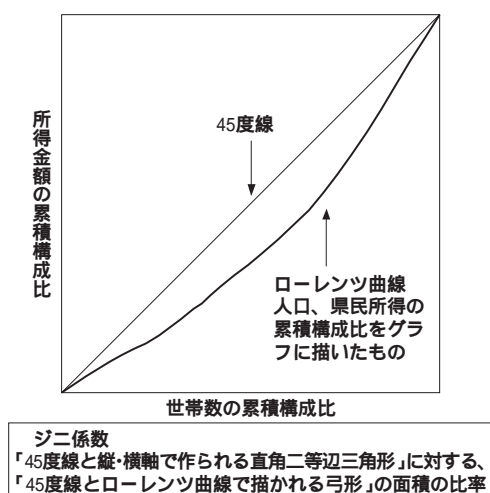 所得金額の累積構成比
45度線
ローレンツ曲線
人口、県民所得の
累積構成比をグラ
フに描いたもの
世帯数の累積構成比
ジニ係数
「45度線と縦・横軸で作られる直角二等辺三角形」に対する、
「45度線とローレンツ曲線で描かれる弓形」の面積の比率